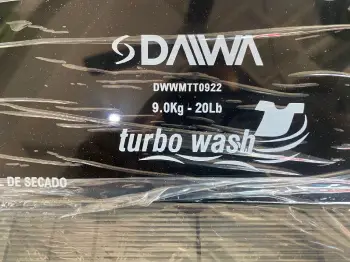 DAIWA
DWWMTT0922
9.0Kg - 20Lb
turbo wash
DE SECADO